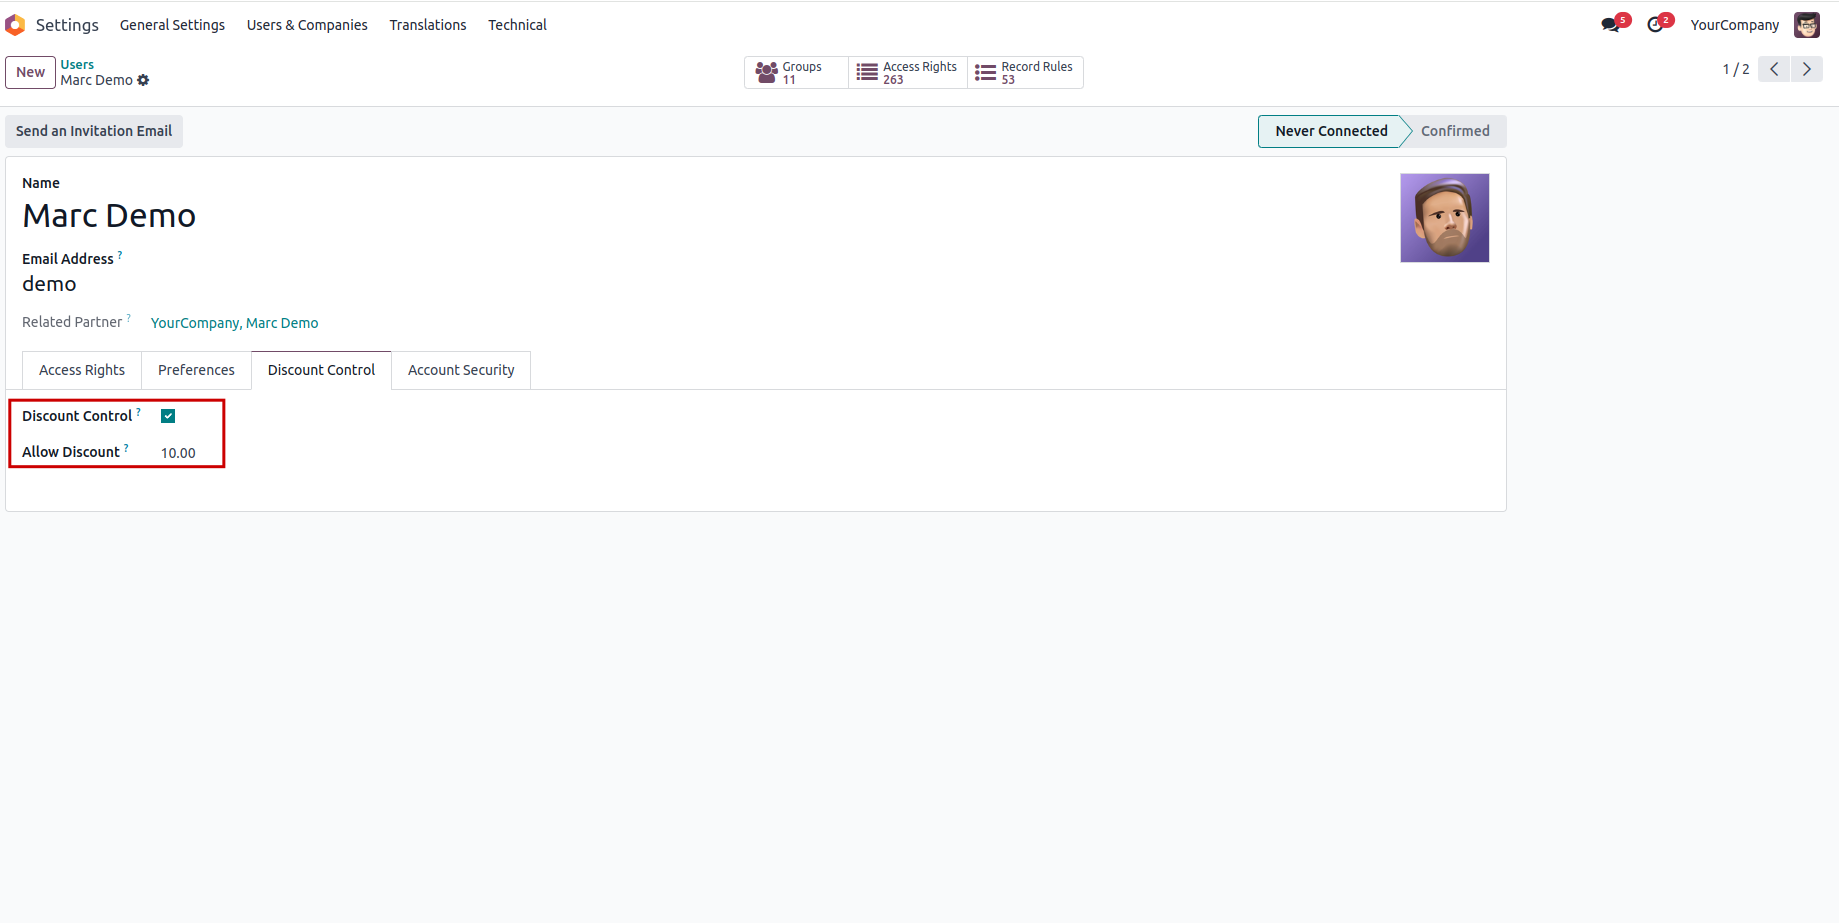 Settings General Settings Users & Companies Translations Technical 5 2 YourCompany
New Users Groups Access Rights Record Rules 1 / 2
Marc Demo 11 263 53
Send an Invitation Email Never Connected Confirmed
Name
Marc Demo
Email Address ?
demo
Related Partner ? YourCompany, Marc Demo
Access Rights Preferences Discount Control Account Security
Discount Control ?
Allow Discount ? 10.00